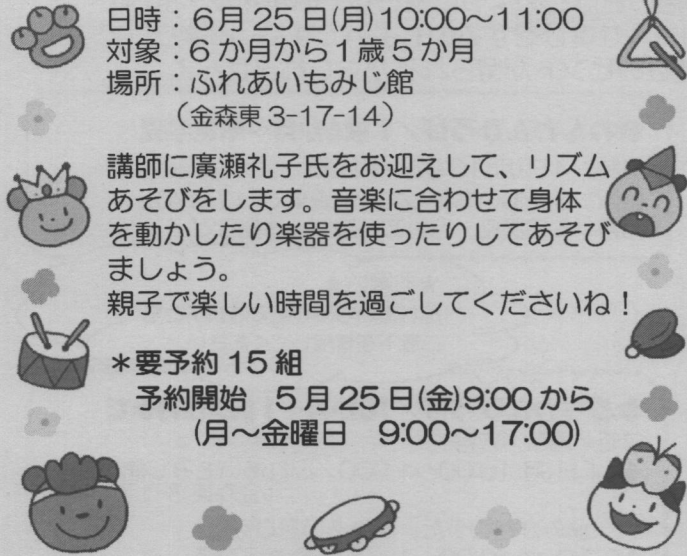 日時：6月25日(月)10:00～11:00
対象：6か月から1歳5か月
場所：ふれあいもみじ館
（金森東3-17-14）
講師に廣瀬礼子氏をお迎えして、リズム
あそびをします。音楽に合わせて身体
を動かしたり楽器を使ったりしてあそび
ましょう。
親子で楽しい時間を過ごしてくださいね！
＊要予約15組
予約開始　5月25日(金)9:00から
(月～金曜日　9:00～17:00)